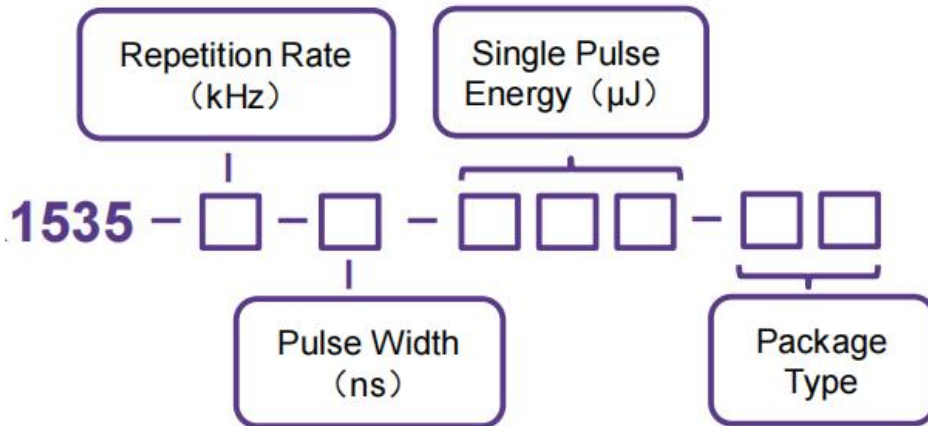 Repetition Rate
（kHz）
Single Pulse
Energy（μJ）
1535 – □ – □ – □□□ – □□
Pulse Width
（ns）
Package
Type